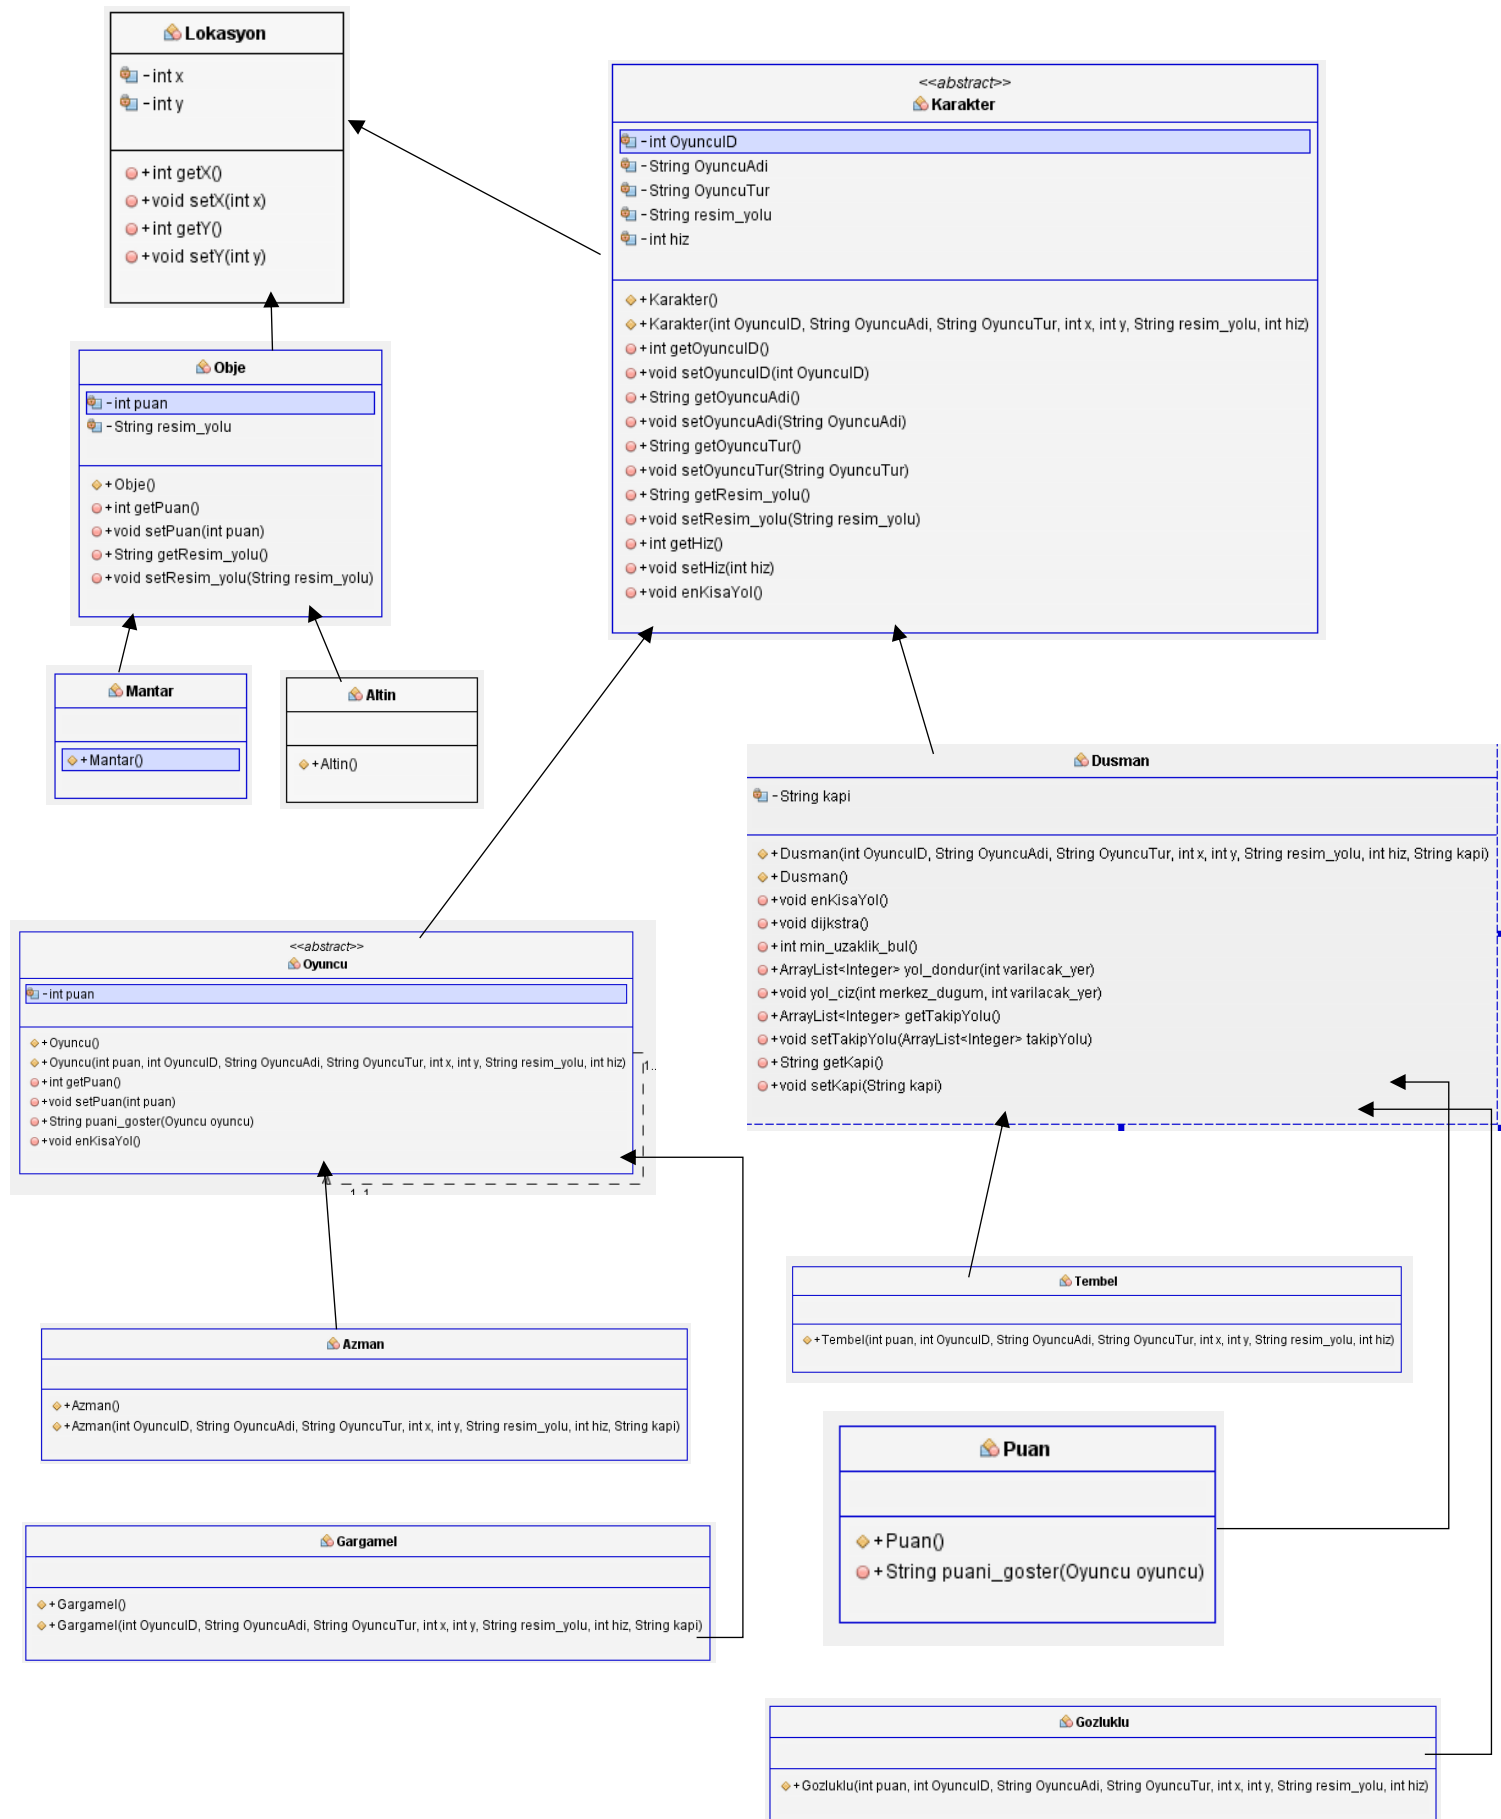 Lokasyon
- int x
- int y
+ int getX()
+ void setX(int x)
+ int getY()
+ void setY(int y)
<<abstract>>
Karakter
- int OyuncuID
- String OyuncuAdi
- String OyuncuTur
- String resim_yolu
- int hiz
+ Karakter()
+ Karakter(int OyuncuID, String OyuncuAdi, String OyuncuTur, int x, int y, String resim_yolu, int hiz)
+ int getOyuncuID()
+ void setOyuncuID(int OyuncuID)
+ String getOyuncuAdi()
+ void setOyuncuAdi(String OyuncuAdi)
+ String getOyuncuTur()
+ void setOyuncuTur(String OyuncuTur)
+ String getResim_yolu()
+ void setResim_yolu(String resim_yolu)
+ int getHiz()
+ void setHiz(int hiz)
+ void enKisaYol()
Obje
- int puan
- String resim_yolu
+ Obje()
+ int getPuan()
+ void setPuan(int puan)
+ String getResim_yolu()
+ void setResim_yolu(String resim_yolu)
Mantar
+ Mantar()
Altin
+ Altin()
Dusman
- String kapi
+ Dusman(int OyuncuID, String OyuncuAdi, String OyuncuTur, int x, int y, String resim_yolu, int hiz, String kapi)
+ Dusman()
+ void enKisaYol()
+ void dijkstra()
+ int min_uzaklik_bul()
+ ArrayList<Integer> yol_dondur(int varilacak_yer)
+ void yol_ciz(int merkez_dugum, int varilacak_yer)
+ ArrayList<Integer> getTakipYolu()
+ void setTakipYolu(ArrayList<Integer> takipYolu)
+ String getKapi()
+ void setKapi(String kapi)
<<abstract>>
Oyuncu
- int puan
+ Oyuncu()
+ Oyuncu(int puan, int OyuncuID, String OyuncuAdi, String OyuncuTur, int x, int y, String resim_yolu, int hiz)
+ int getPuan()
+ void setPuan(int puan)
+ String puani_goster(Oyuncu oyuncu)
+ void enKisaYol()
1..
1..1
Tembel
+ Tembel(int puan, int OyuncuID, String OyuncuAdi, String OyuncuTur, int x, int y, String resim_yolu, int hiz)
Azman
+ Azman()
+ Azman(int OyuncuID, String OyuncuAdi, String OyuncuTur, int x, int y, String resim_yolu, int hiz, String kapi)
Puan
+ Puan()
+ String puani_goster(Oyuncu oyuncu)
Gargamel
+ Gargamel()
+ Gargamel(int OyuncuID, String OyuncuAdi, String OyuncuTur, int x, int y, String resim_yolu, int hiz, String kapi)
Gozluklu
+ Gozluklu(int puan, int OyuncuID, String OyuncuAdi, String OyuncuTur, int x, int y, String resim_yolu, int hiz)